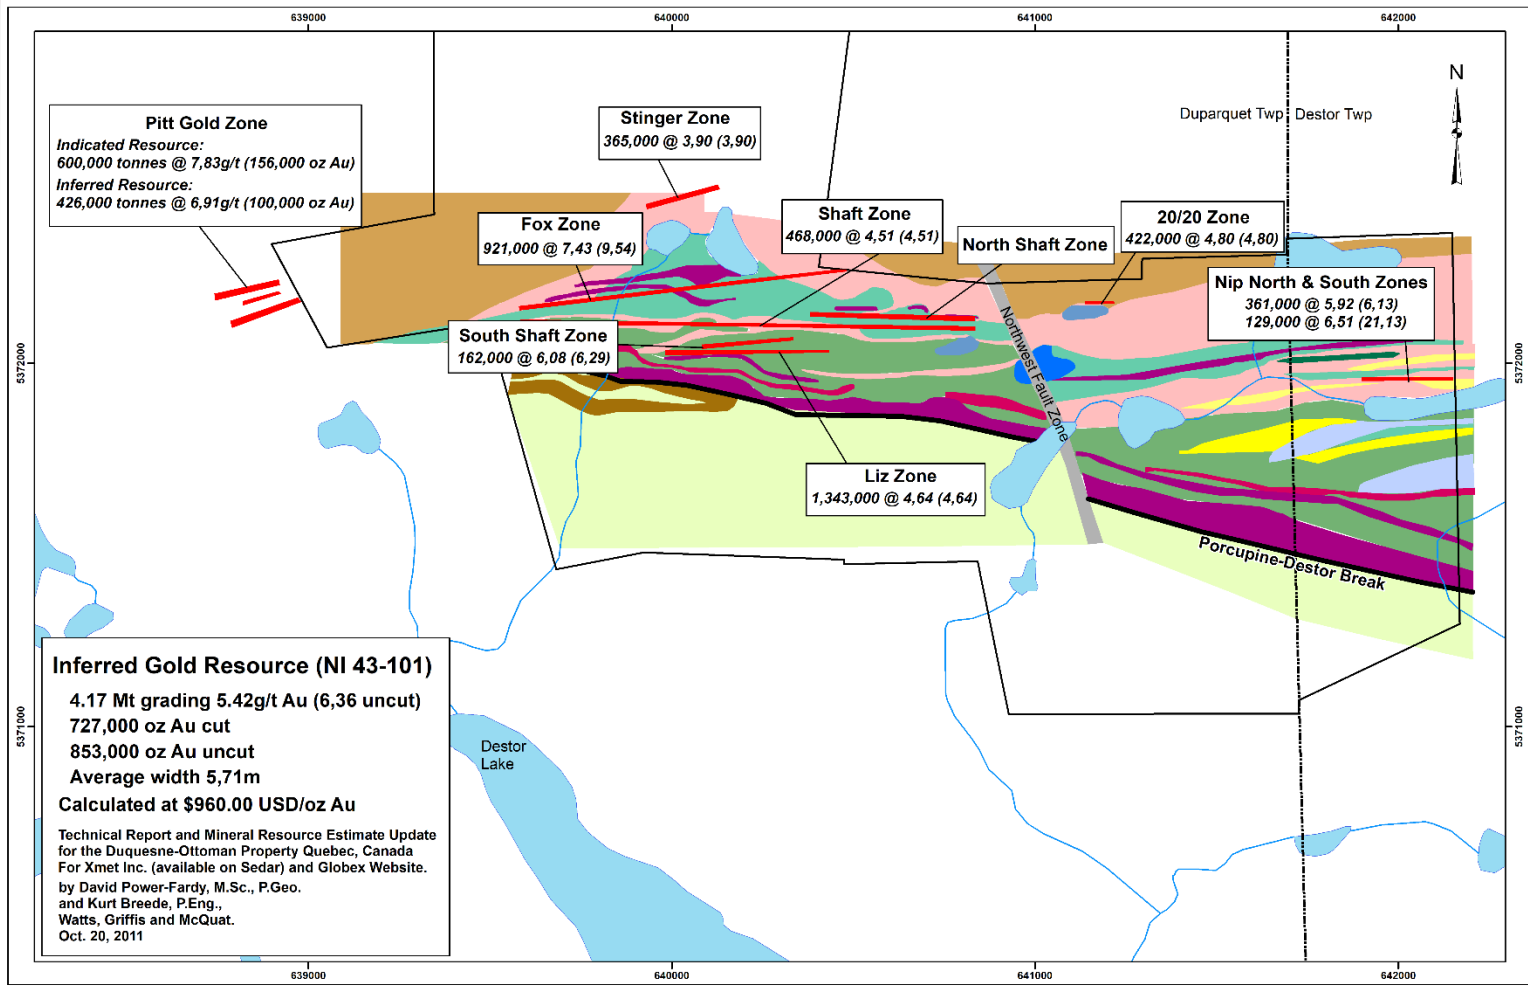 639000
640000
641000
642000
N
Duparquet Twp
Destor Twp
Pitt Gold Zone
Indicated Resource:
600,000 tonnes @ 7,83g/t (156,000 oz Au)
Inferred Resource:
426,000 tonnes @ 6,91g/t (100,000 oz Au)
Stinger Zone
365,000 @ 3,90 (3,90)
Fox Zone
921,000 @ 7,43 (9,54)
Shaft Zone
468,000 @ 4,51 (4,51)
North Shaft Zone
20/20 Zone
422,000 @ 4,80 (4,80)
Nip North & South Zones
361,000 @ 5,92 (6,13)
129,000 @ 6,51 (21,13)
South Shaft Zone
162,000 @ 6,08 (6,29)
Northwest Fault Zone
5372000
5372000
Liz Zone
1,343,000 @ 4,64 (4,64)
Porcupine-Destor Break
Inferred Gold Resource (NI 43-101)
4.17 Mt grading 5.42g/t Au (6,36 uncut)
727,000 oz Au cut
853,000 oz Au uncut
Average width 5,71m
Calculated at $960.00 USD/oz Au
Technical Report and Mineral Resource Estimate Update
for the Duquesne-Ottoman Property Quebec, Canada
For Xmet Inc. (available on Sedar) and Globex Website.
by David Power-Fardy, M.Sc., P.Geo.
and Kurt Breede, P.Eng.,
Watts, Griffis and McQuat.
Oct. 20, 2011
Destor
Lake
5371000
5371000
639000
640000
641000
642000